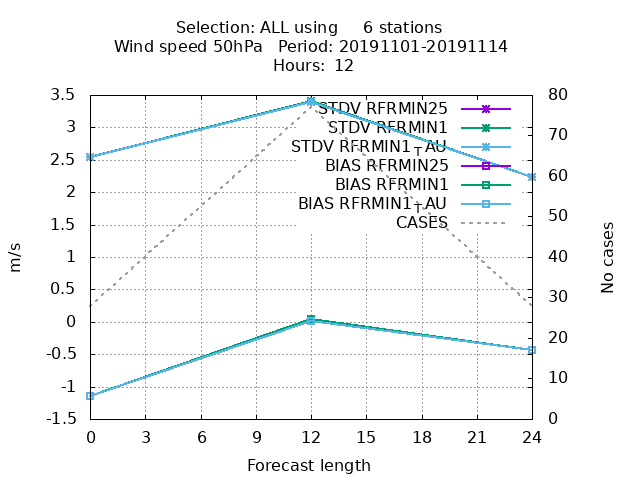 Selection: ALL using 6 stations
Wind speed 50hPa Period: 20191101-20191114
Hours: 12
3.5
3
2.5
2
1.5
1
0.5
0
-0.5
-1
-1.5
m/s
STDV RFRMIN25
STDV RFRMIN1
STDV RFRMIN1TAU
BIAS RFRMIN25
BIAS RFRMIN1
BIAS RFRMIN1TAU
CASES
80
70
60
50
40
30
20
10
0
No cases
0 3 6 9 12 15 18 21 24
Forecast length